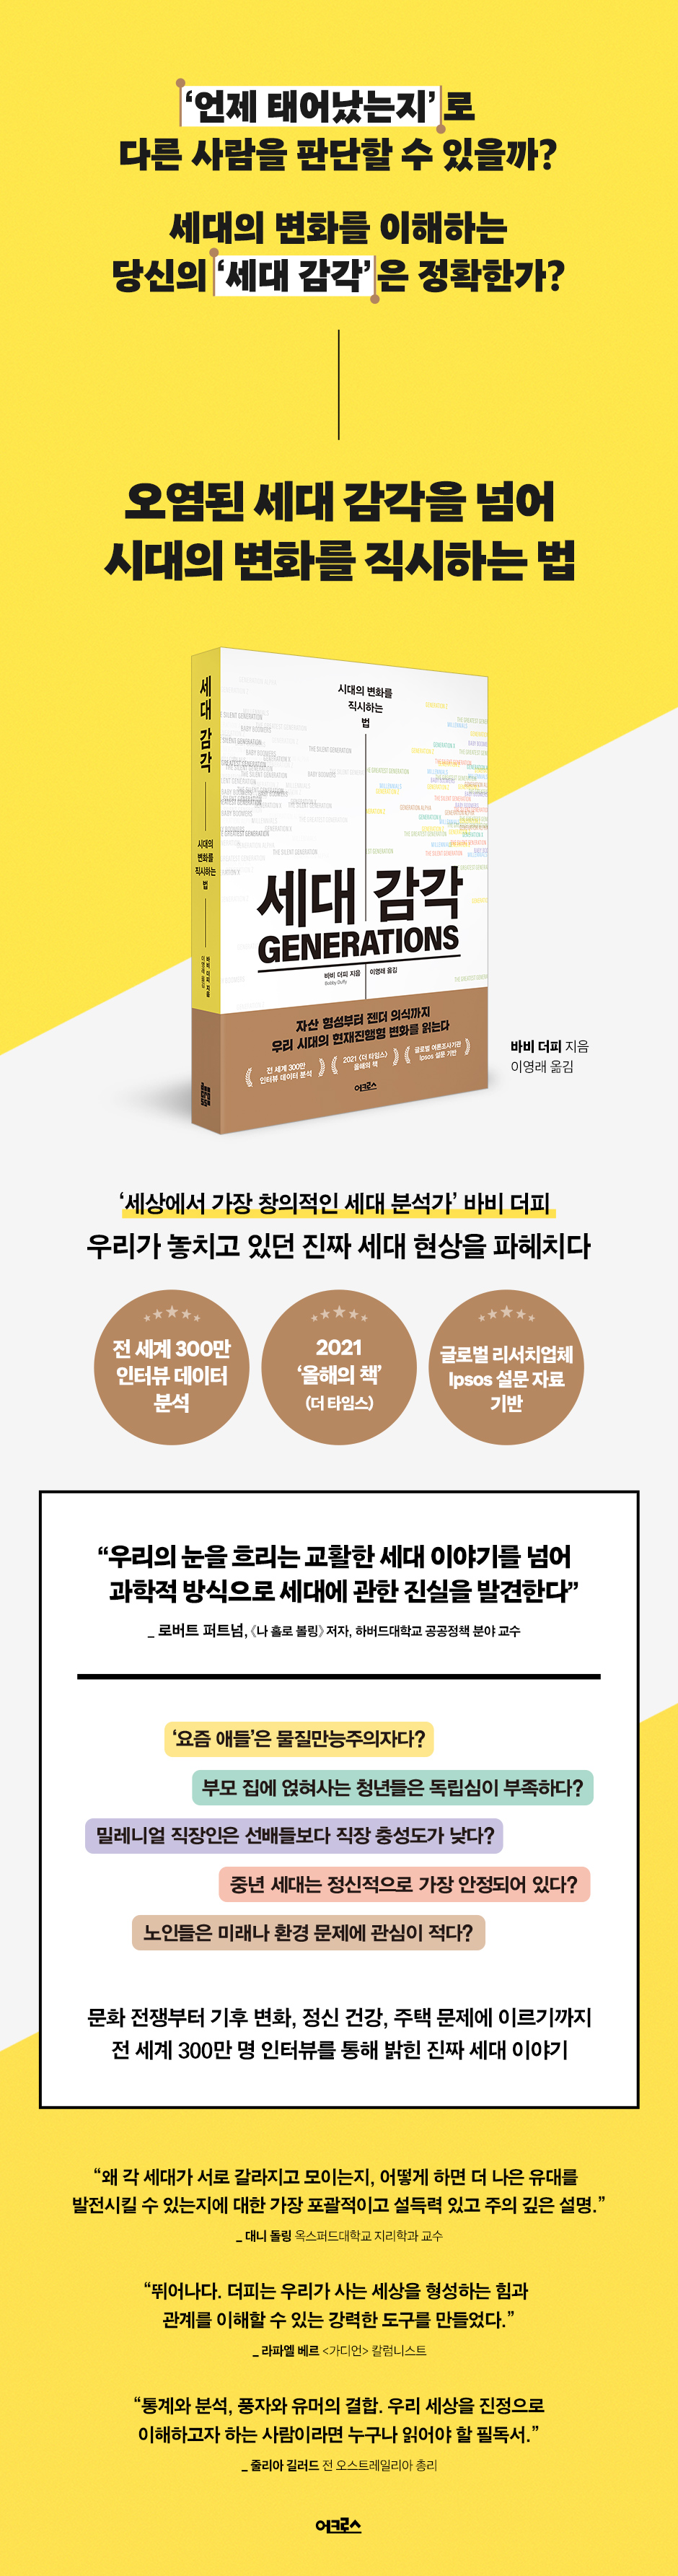 ‘언제 태어났는지’로
다른 사람을 판단할 수 있을까?
세대의 변화를 이해하는
당신의 ‘세대 감각’은 정확한가?
오염된 세대 감각을 넘어
시대의 변화를 직시하는 법
세대 감각
시대의
변화를
직시하는
법
바비 더피 지음
이영래 옮김
시대의 변화를
직시하는
법
세대 감각
GENERATIONS
바비 더피 지음
Bobby Duffy
이영래 옮김
자산 형성부터 젠더 의식까지
우리 시대의 현재진행형 변화를 읽는다
전 세계 300만
인터뷰 데이터 분석
2021 〈더 타임스〉
올해의 책
글로벌 여론조사기관
Ipsos 설문 기반
어크로스
바비 더피 지음
이영래 옮김
‘세상에서 가장 창의적인 세대 분석가’ 바비 더피
우리가 놓치고 있던 진짜 세대 현상을 파헤치다
전 세계 300만
인터뷰 데이터
분석
2021
‘올해의 책’
(더 타임스)
글로벌 리서치업체
Ipsos 설문 자료
기반
“우리의 눈을 흐리는 교활한 세대 이야기를 넘어
과학적 방식으로 세대에 관한 진실을 발견한다”
_ 로버트 퍼트넘, 《나 홀로 볼링》 저자, 하버드대학교 공공정책 분야 교수
‘요즘 애들’은 물질만능주의자다?
부모 집에 얹혀사는 청년들은 독립심이 부족하다?
밀레니얼 직장인은 선배들보다 직장 충성도가 낮다?
중년 세대는 정신적으로 가장 안정되어 있다?
노인들은 미래나 환경 문제에 관심이 적다?
문화 전쟁부터 기후 변화, 정신 건강, 주택 문제에 이르기까지
전 세계 300만 명 인터뷰를 통해 밝힌 진짜 세대 이야기
“왜 각 세대가 서로 갈라지고 모이는지, 어떻게 하면 더 나은 유대를
발전시킬 수 있는지에 대한 가장 포괄적이고 설득력 있고 주의 깊은 설명.”
_ 대니 돌링 옥스퍼드대학교 지리학과 교수
“뛰어나다. 더피는 우리가 사는 세상을 형성하는 힘과
관계를 이해할 수 있는 강력한 도구를 만들었다.”
_ 라파엘 베르 <가디언> 칼럼니스트
“통계와 분석, 풍자와 유머의 결합. 우리 세상을 진정으로
이해하고자 하는 사람이라면 누구나 읽어야 할 필독서.”
_ 줄리아 길러드 전 오스트레일리아 총리
어크로스